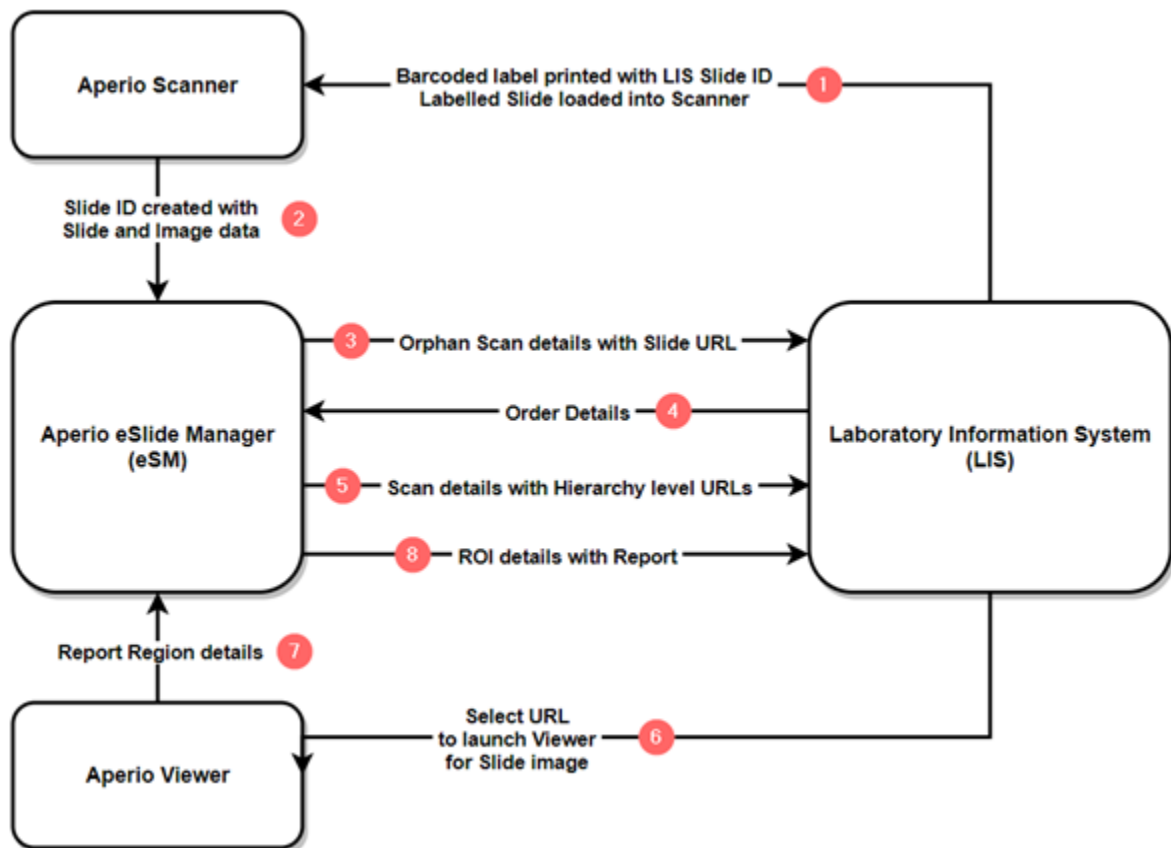 Aperio Scanner
Barcoded label printed with LIS Slide ID
Labelled Slide loaded into Scanner
1
Slide ID created with
Slide and Image data
2
Aperio eSlide Manager
(eSM)
3
Orphan Scan details with Slide URL
Order Details
4
5
Scan details with Hierarchy level URLs
8
ROI details with Report
Laboratory Information System
(LIS)
Report Region details
7
Aperio Viewer
Select URL
to launch Viewer
for Slide image
6